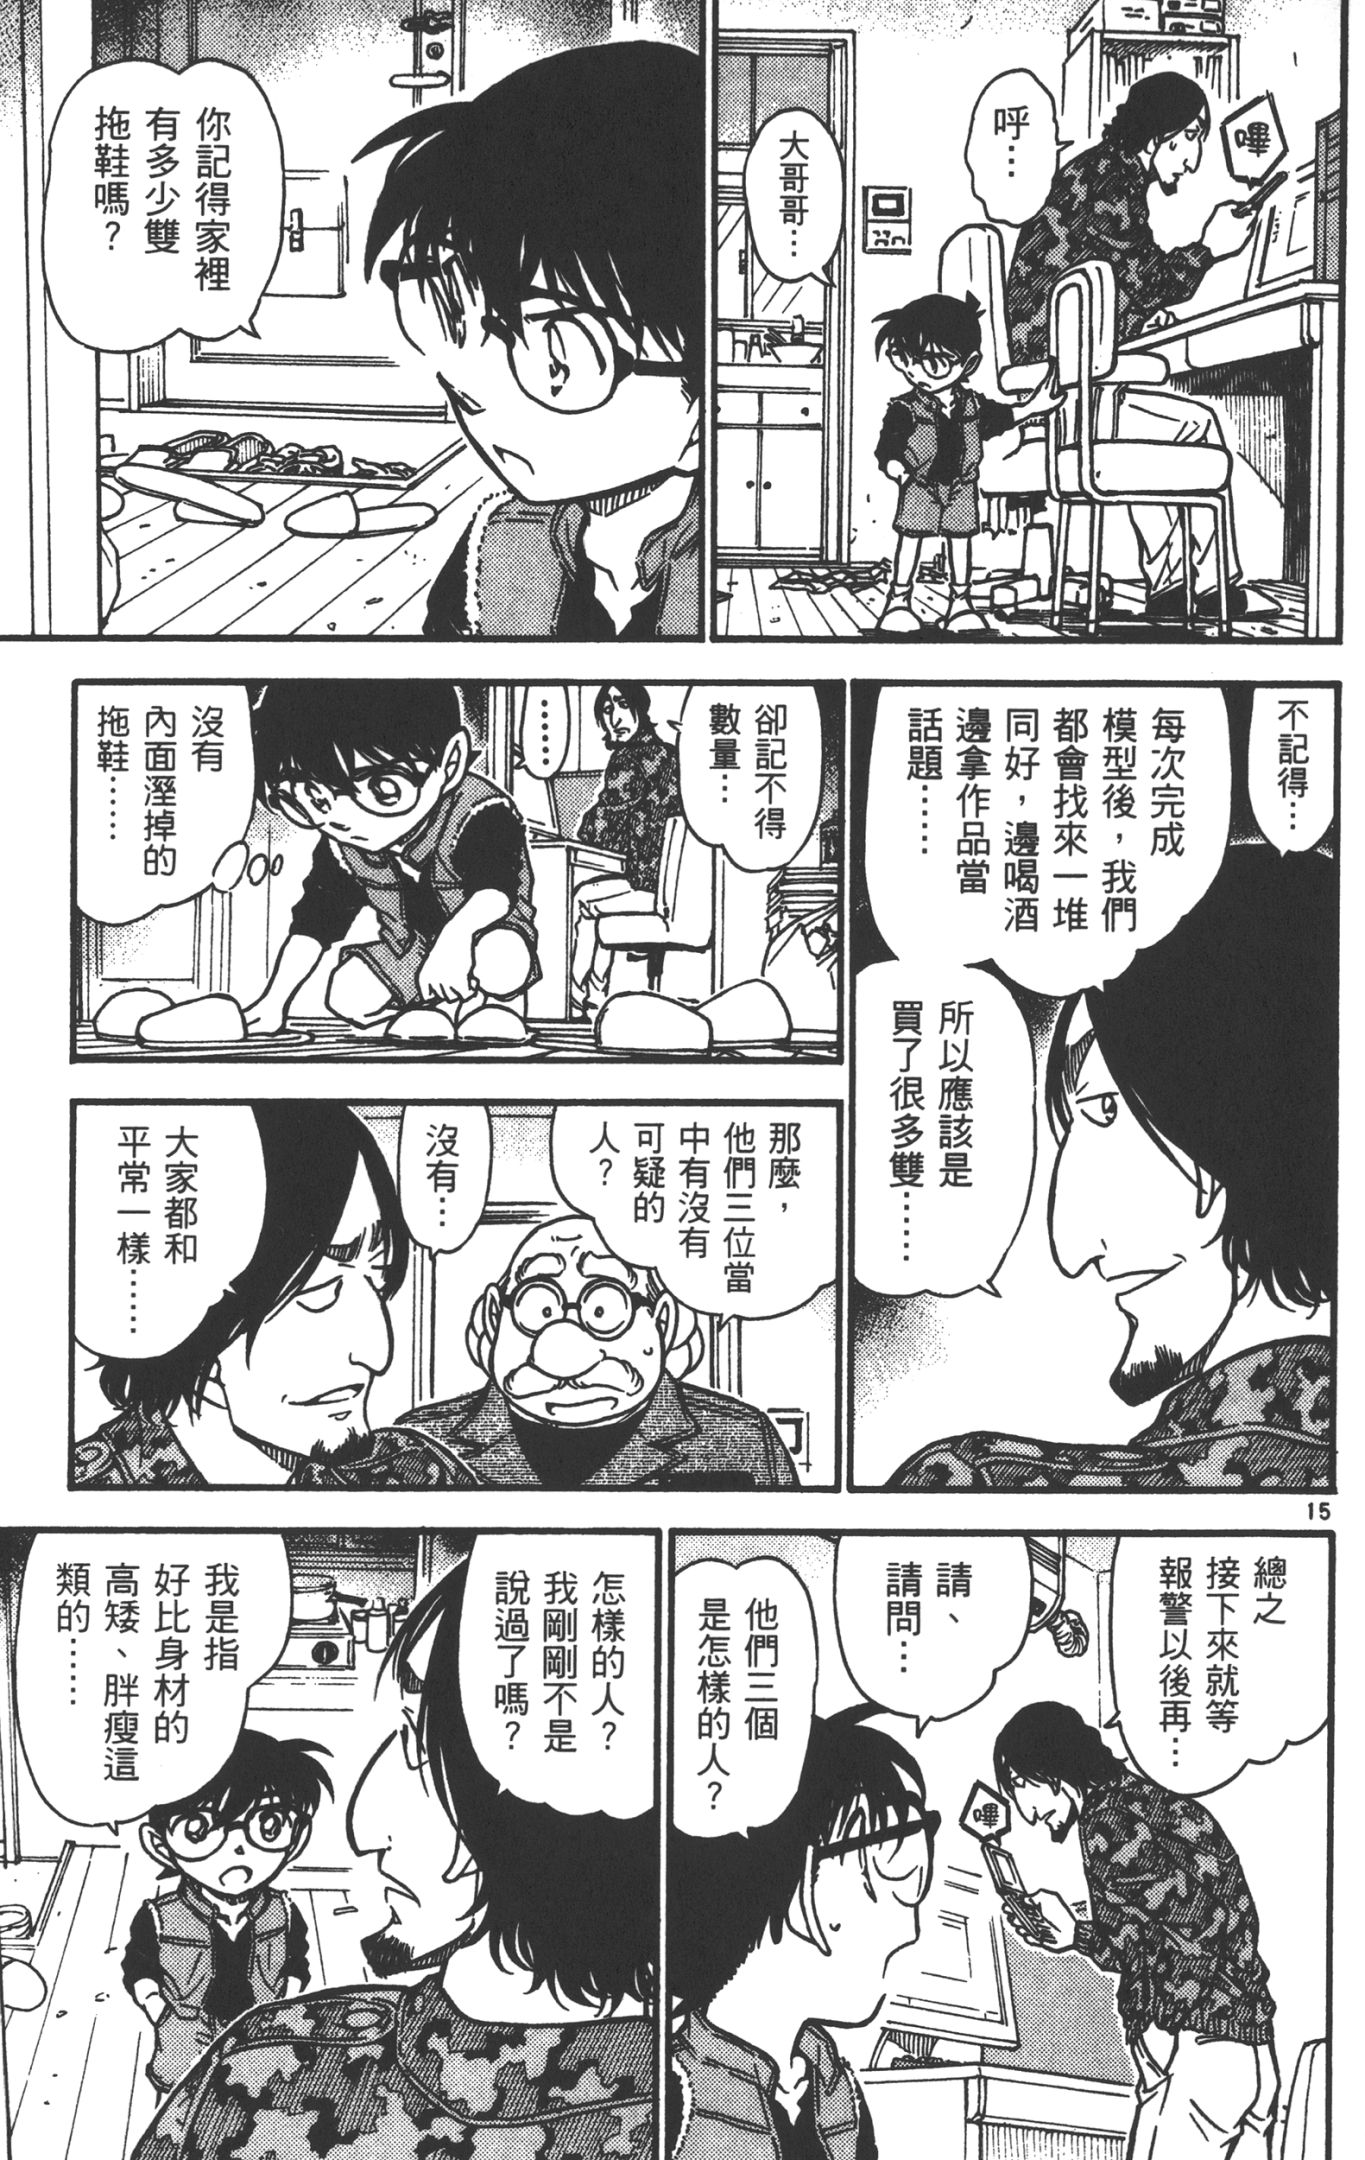 呼⋯
嗶
大哥哥⋯
你記得家裡
有多少雙
拖鞋嗎？
不記得⋯
每次完成
模型後，我們
都會找來一堆
同好，邊喝酒
邊拿作品當
話題⋯⋯
所以應該是
買了很多雙⋯⋯
卻記不得
數量⋯
⋯⋯
沒有
內面溼掉的
拖鞋⋯⋯
那麼，
他們三位當
中有沒有
可疑的
人？
沒有⋯
大家都和
平常一樣⋯⋯
15
總之
接下來就等
報警以後再⋯
嗶
請、
請問⋯
他們三個
是怎樣的人？
怎樣的人？
我剛剛不是
說過了嗎？
我是指
好比身材的
高矮、胖瘦這
類的⋯⋯